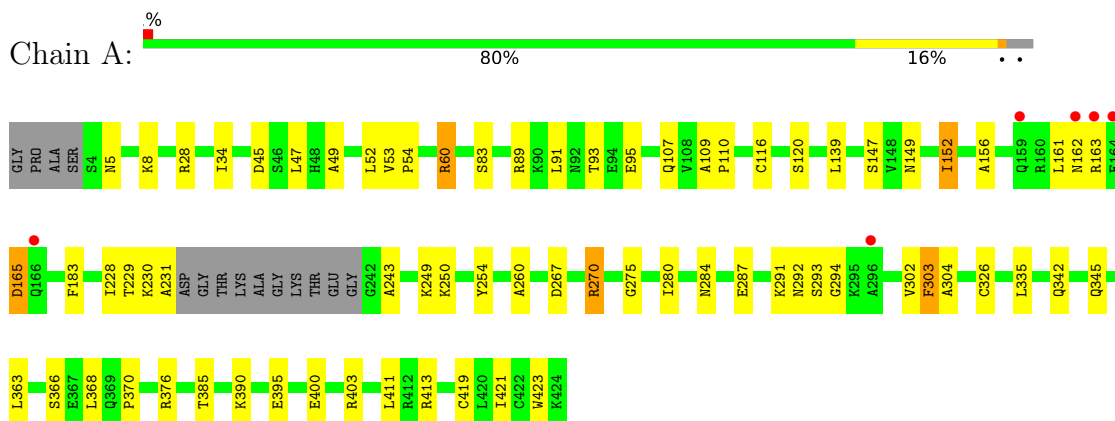 .%
Chain A:
80% 16% • •
GLY PRO ALA SER S4 N5 K8 R28 I34 D45 S46 L47 H48 A49 L52 V53 P54 R60 S83 R89 K90 L91 N92 T93 E94 E95 Q107 V108 A109 P110 C116 S120 L139 S147 V148 N149 I152 A156 Q159 R160 L161 N162 R163 E164
D165 Q166 F183 I228 T229 K230 A231 ASP GLY THR LYS ALA GLY LYS THR GLU GLY G242 A243 K249 K250 Y254 A260 D267 R270 G275 I280 N284 E287 K291 N292 S293 G294 K295 A296 V302 F303 A304 C326 L335 Q342 Q345
L363 S366 E367 L368 Q369 P370 R376 T385 K390 E395 E400 R403 L411 R412 R413 C419 L420 I421 C422 W423 K424